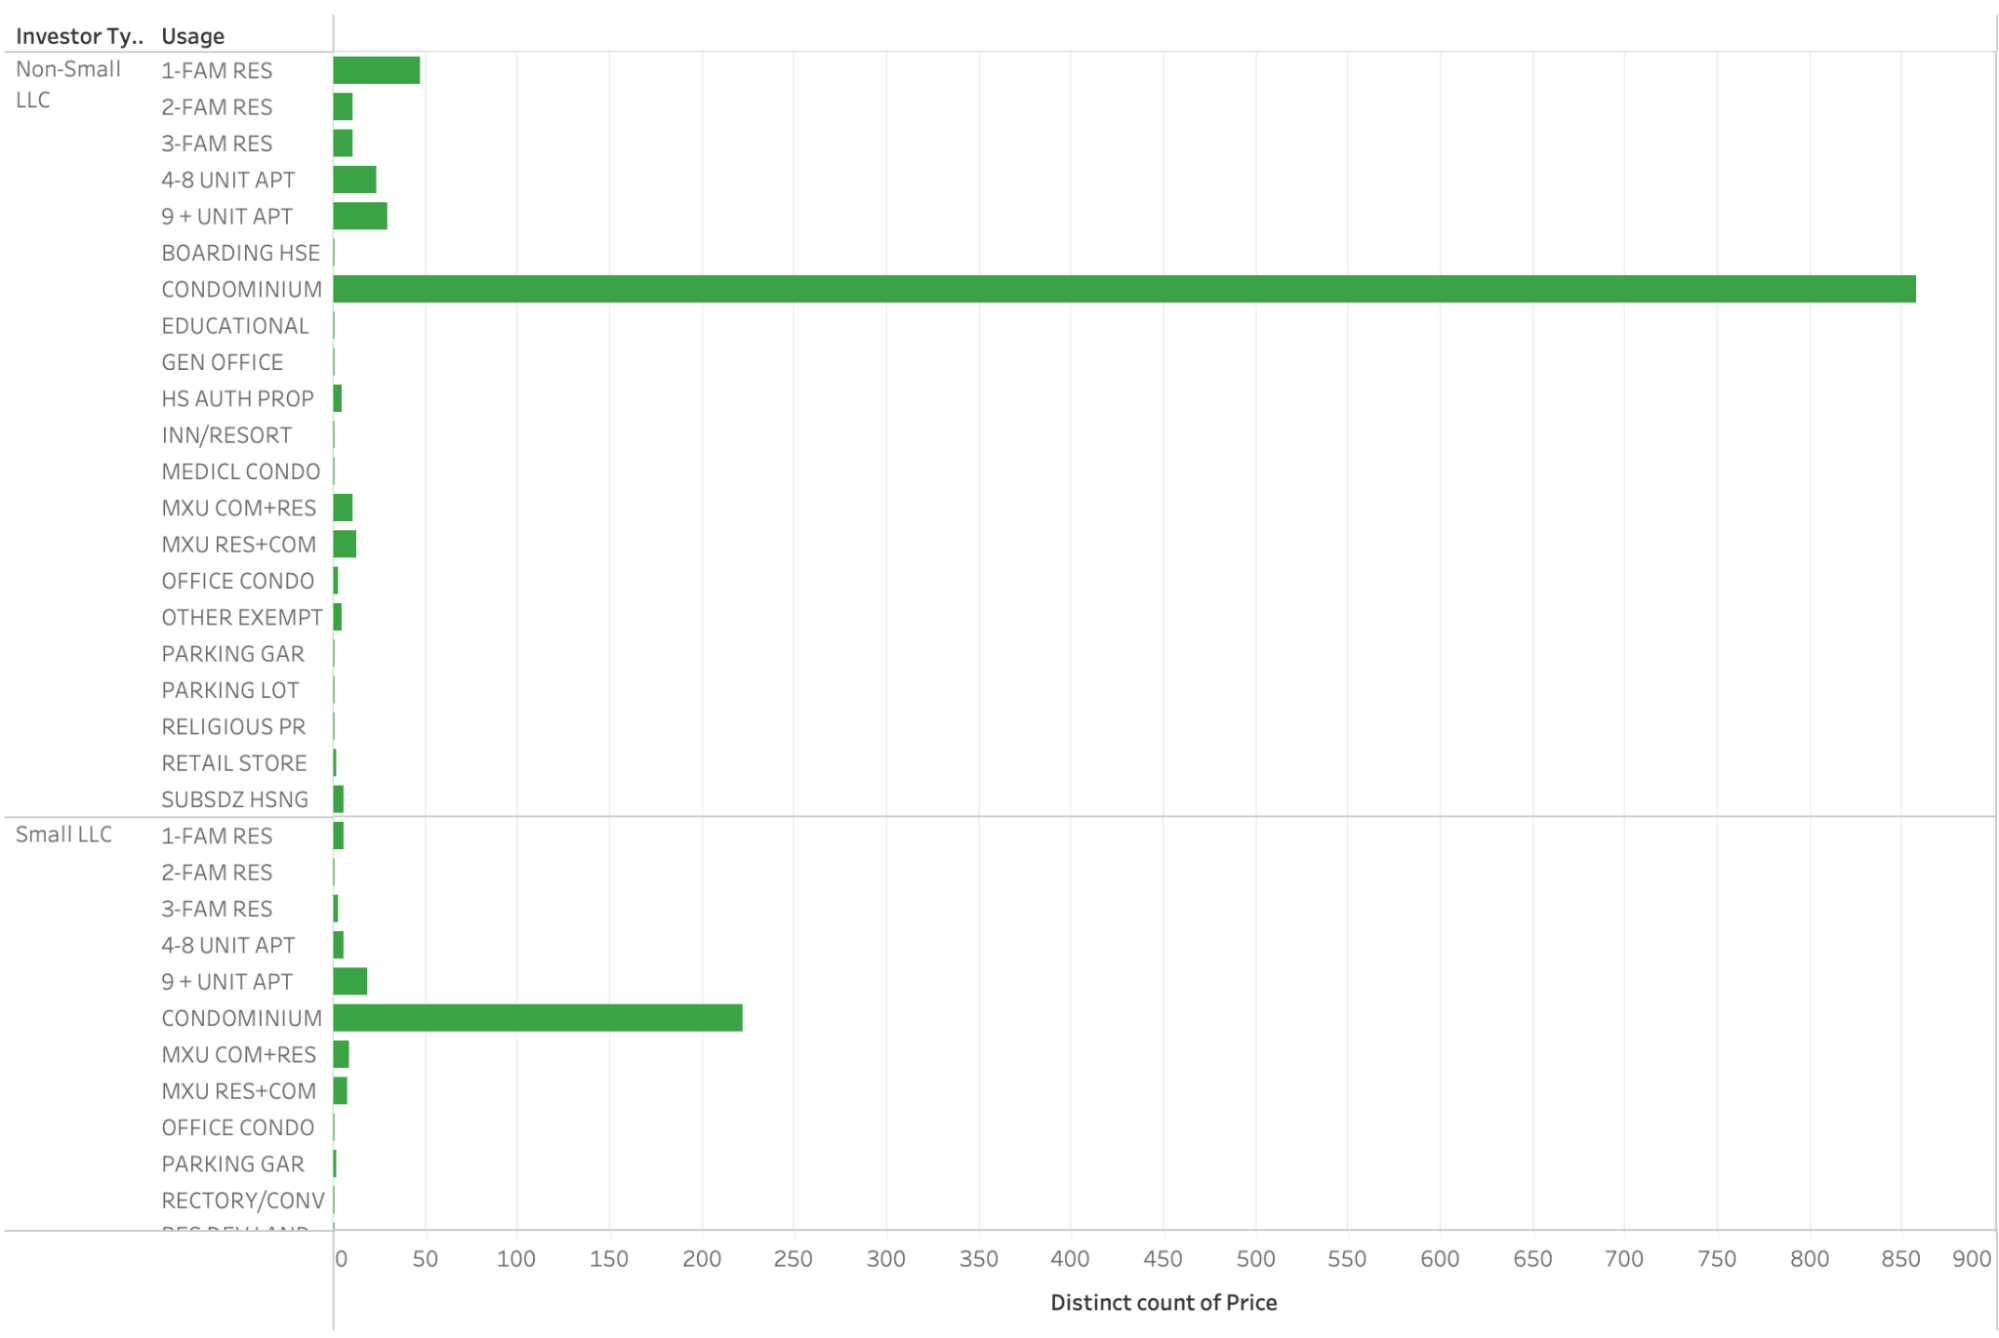 Investor Ty.. Usage
Non-Small
LLC
1-FAM RES
2-FAM RES
3-FAM RES
4-8 UNIT APT
9 + UNIT APT
BOARDING HSE
CONDOMINIUM
EDUCATIONAL
GEN OFFICE
HS AUTH PROP
INN/RESORT
MEDICL CONDO
MXU COM+RES
MXU RES+COM
OFFICE CONDO
OTHER EXEMPT
PARKING GAR
PARKING LOT
RELIGIOUS PR
RETAIL STORE
SUBSDZ HSNG
Small LLC
1-FAM RES
2-FAM RES
3-FAM RES
4-8 UNIT APT
9 + UNIT APT
CONDOMINIUM
MXU COM+RES
MXU RES+COM
OFFICE CONDO
PARKING GAR
RECTORY/CONV
0 50 100 150 200 250 300 350 400 450 500 550 600 650 700 750 800 850 900
Distinct count of Price